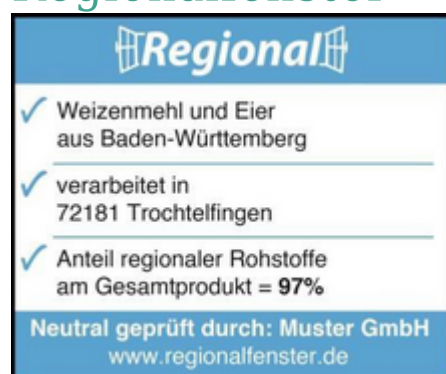 Regionalfenster
Regional
Weizenmehl und Eier
aus Baden-Württemberg
verarbeitet in
72181 Trochtelfingen
Anteil regionaler Rohstoffe
am Gesamtprodukt = 97%
Neutral geprüft durch: Muster GmbH
www.regionalfenster.de